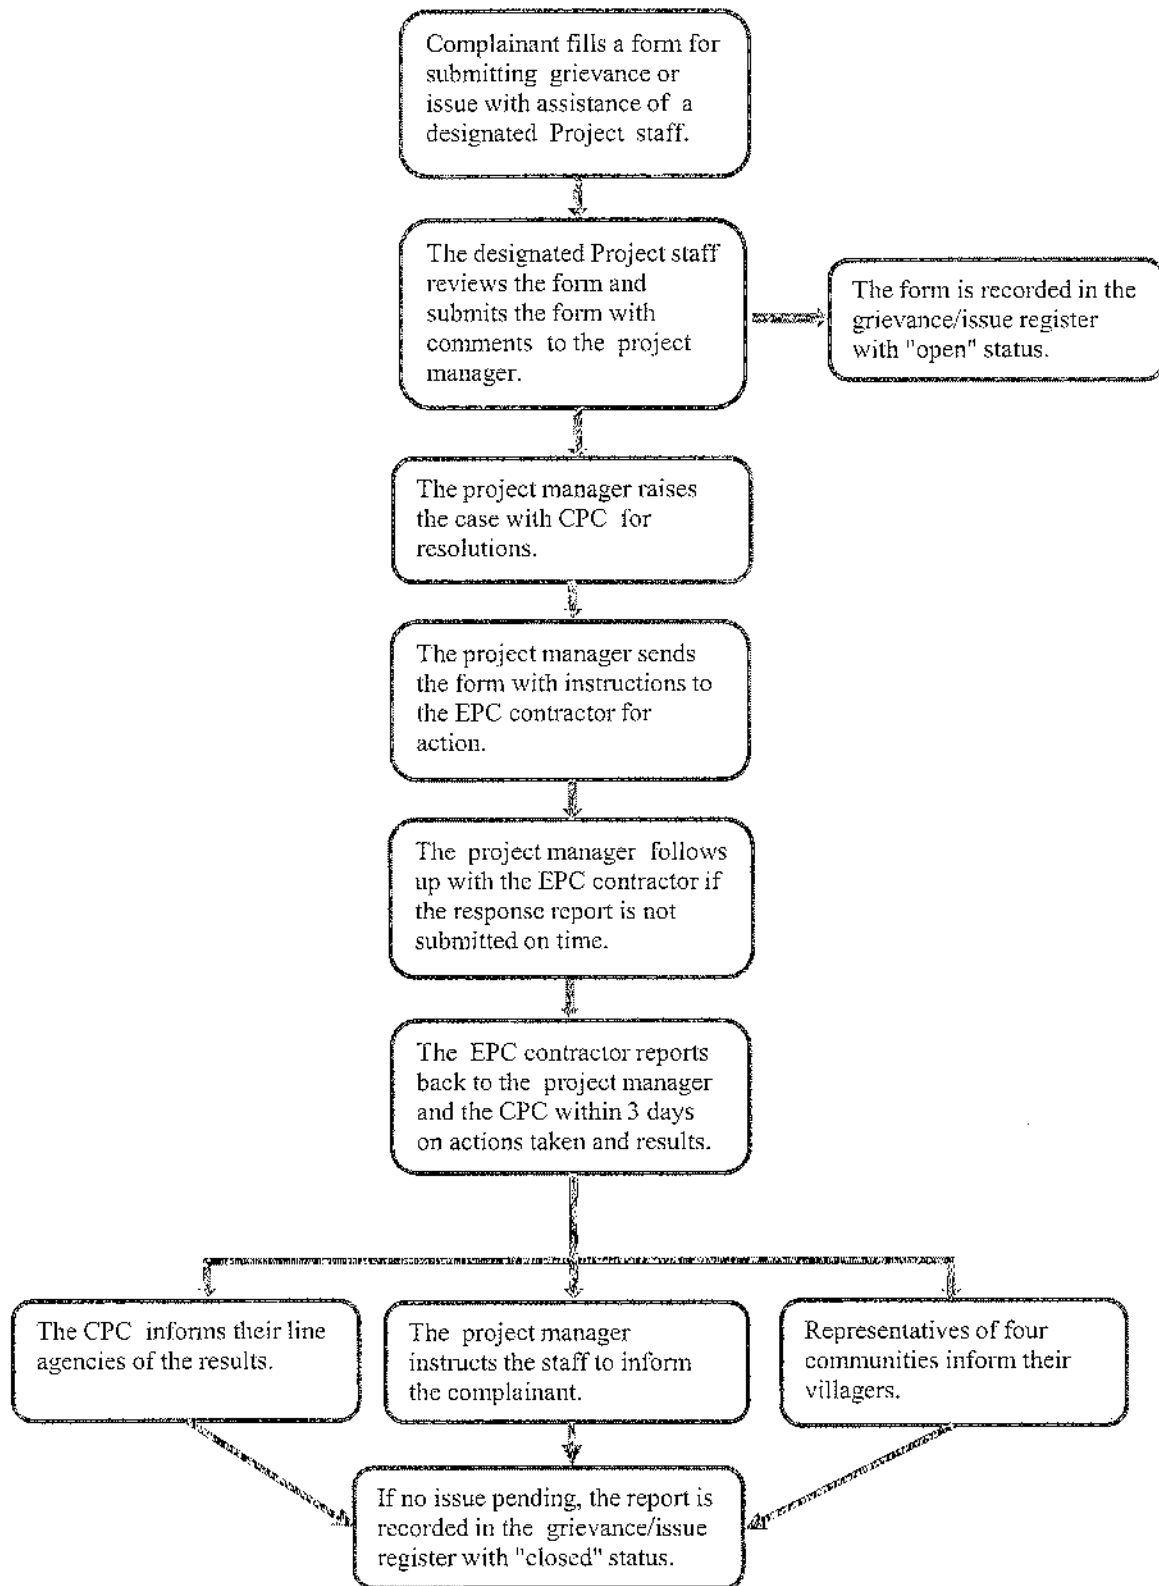 Complainant fills a form for
submitting grievance or
issue with assistance of a
designated Project staff.
The designated Project staff
reviews the form and
submits the form with
comments to the project
manager.
The form is recorded in the
grievance/issue register
with "open" status.
The project manager raises
the case with CPC for
resolutions.
The project manager sends
the form with instructions to
the EPC contractor for
action.
The project manager follows
up with the EPC contractor if
the response report is not
submitted on time.
The EPC contractor reports
back to the project manager
and the CPC within 3 days
on actions taken and results.
The CPC informs their line
agencies of the results.
The project manager
instructs the staff to inform
the complainant.
Representatives of four
communities inform their
villagers.
If no issue pending, the report is
recorded in the grievance/issue
register with "closed" status.